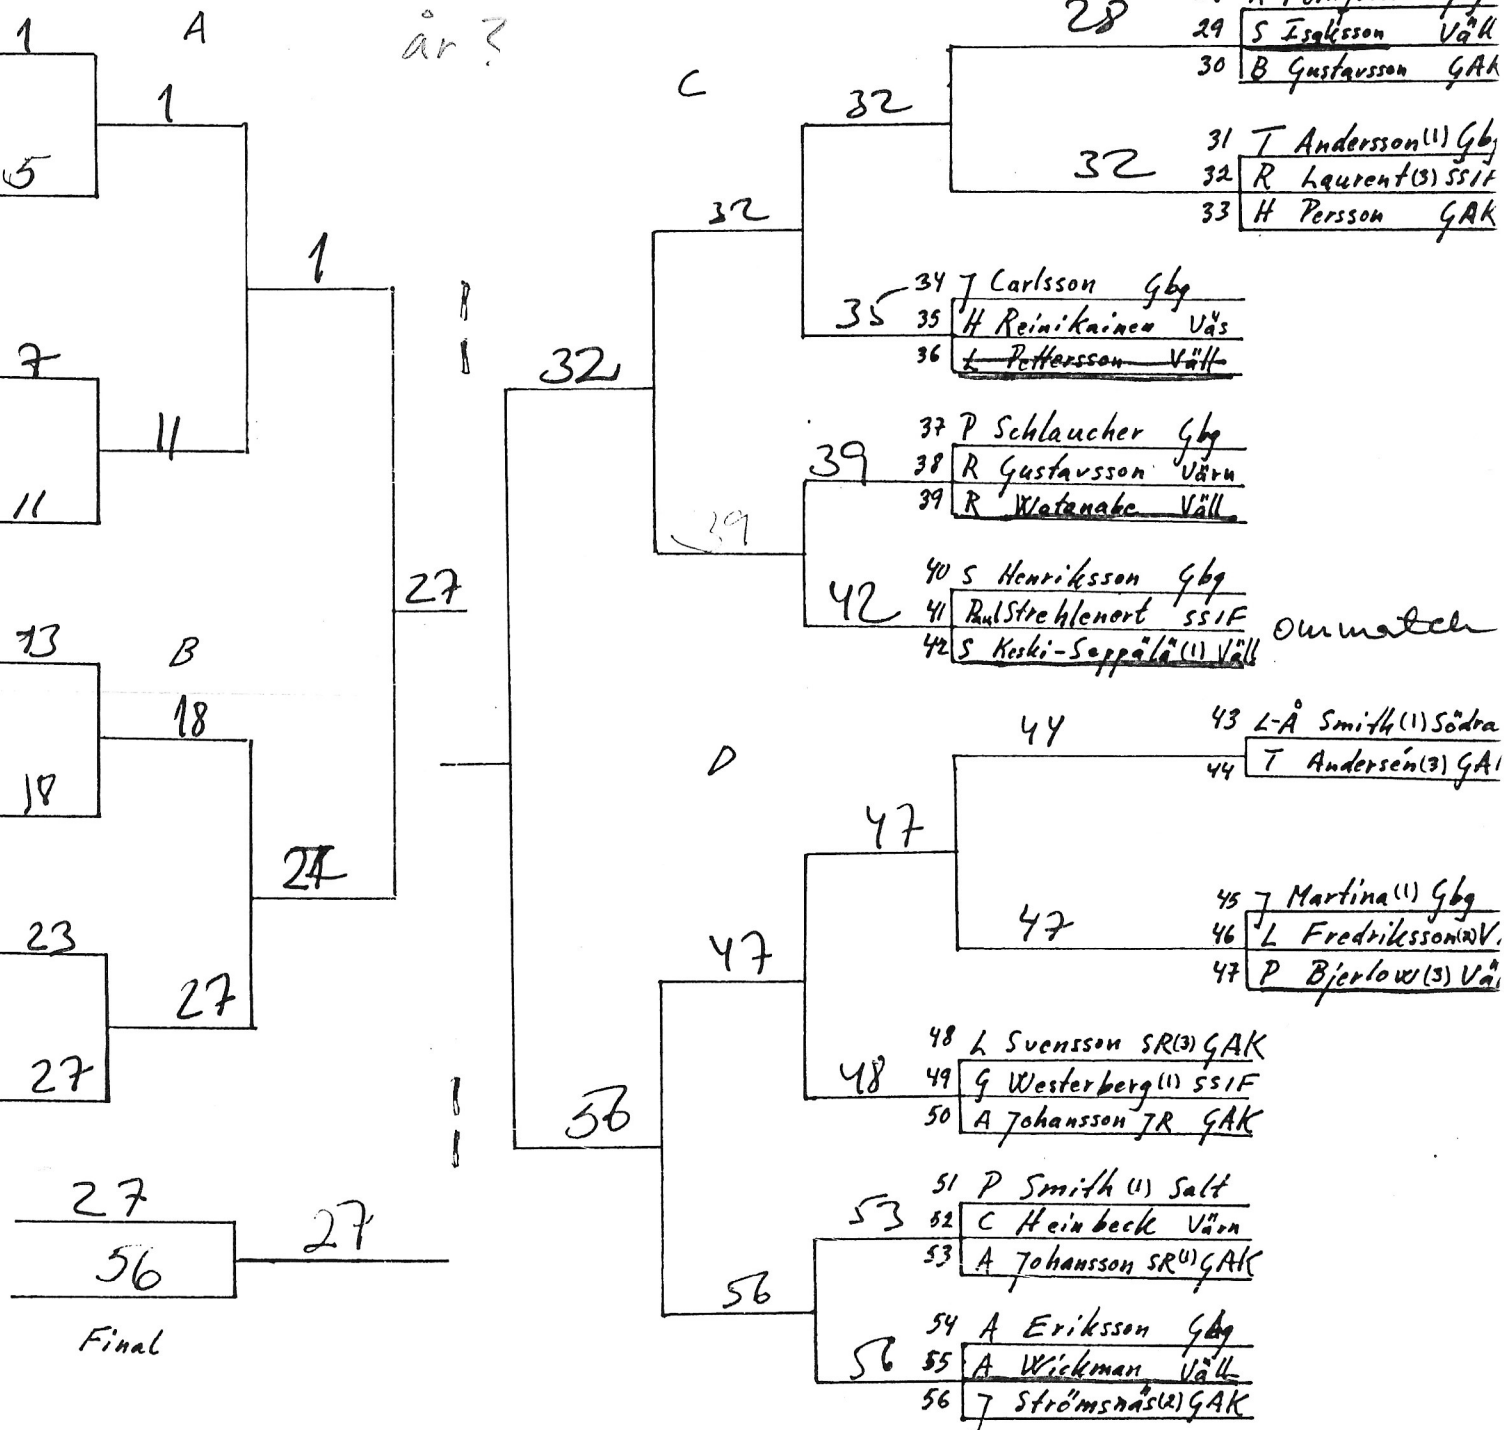 1
A
år?
1
5
1
7
11
11
27
13
B
18
18
27
23
27
27
27
27
56
Final
C
28
29 S Isaksson Väll
30 B Gustavsson GAK
32
31 T Andersson (1) Gbg
32
32 R Laurent (3) SSIF
33 H Persson GAK
32
34 J Carlsson Gbg
35
35 H Reinikainen Väs
36 L Pettersson Väll
32
37 P Schlaucher Gbg
39
38 R Gustavsson Värn
39 R Watanabe Väll
39
40 S Henriksson Gbg
42
41 Paul Strehlenert SSIF
ommatch
42 S Keski-Seppälä (1) Väll
D
44
43 L-Å Smith (1) Södra
44 T Andersén (3)
47
45 J Martina (1) Gbg
47
46 L Fredriksson (2)
47 P Bjerlow (3)
47
48 L Svensson SR (3) GAK
48
49 G Westerberg (1) SSIF
50 A Johansson JR GAK
56
51 P Smith (1) Salt
53
52 C Heinbeck Värn
53 A Johansson SR (1) GAK
56
54 A Eriksson Gbg
56
55 A Wickman Väll
56 J Strömsnäs (2) GAK